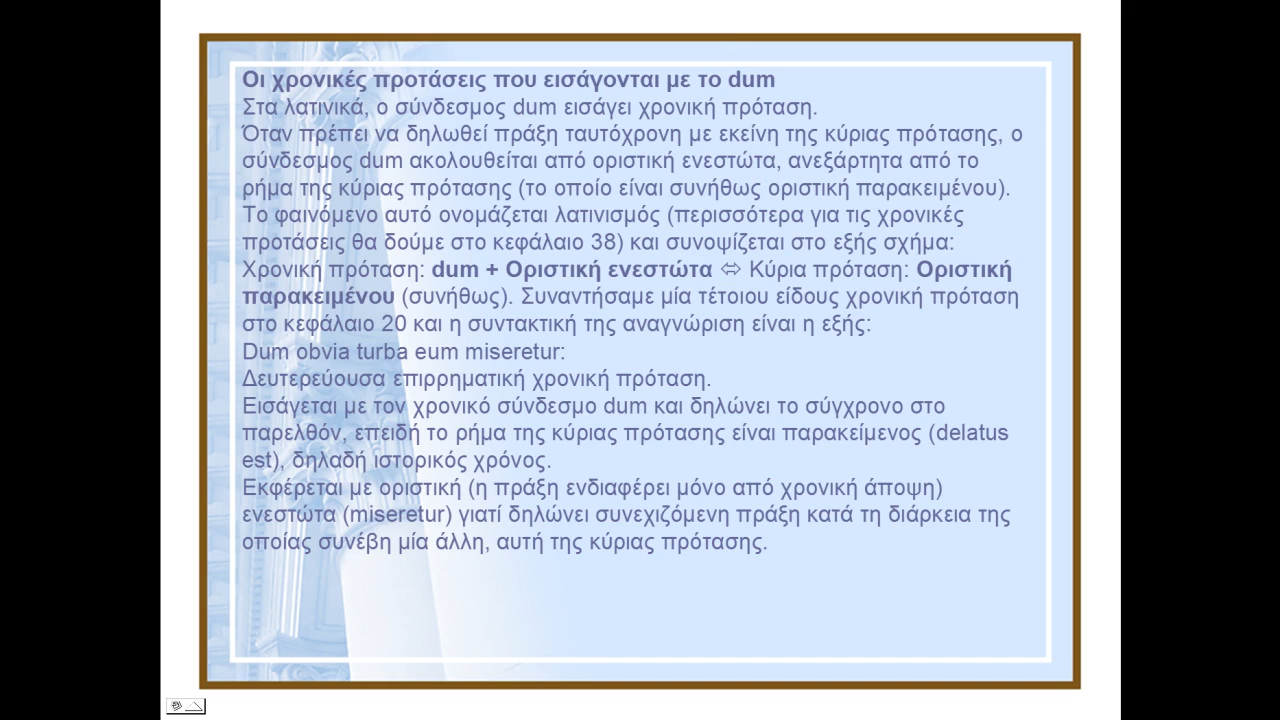 Οι χρονικές προτάσεις που εισάγονται με το dum
Στα λατινικά, ο σύνδεσμος dum εισάγει χρονική πρόταση.
Όταν πρέπει να δηλωθεί πράξη ταυτόχρονη με εκείνη της κύριας πρότασης, ο
σύνδεσμος dum ακολουθείται από οριστική ενεστώτα, ανεξάρτητα από το
ρήμα της κύριας πρότασης (το οποίο είναι συνήθως οριστική παρακειμένου).
Το φαινόμενο αυτό ονομάζεται λατινισμός (περισσότερα για τις χρονικές
προτάσεις θα δούμε στο κεφάλαιο 38) και συνοψίζεται στο εξής σχήμα:
Χρονική πρόταση: dum + Οριστική ενεστώτα ⬄ Κύρια πρόταση: Οριστική
παρακειμένου (συνήθως). Συναντήσαμε μία τέτοιου είδους χρονική πρόταση
στο κεφάλαιο 20 και η συντακτική της αναγνώριση είναι η εξής:
Dum obvia turba eum miseretur:
Δευτερεύουσα επιρρηματική χρονική πρόταση.
Εισάγεται με τον χρονικό σύνδεσμο dum και δηλώνει το σύγχρονο στο
παρελθόν, επειδή το ρήμα της κύριας πρότασης είναι παρακείμενος (delatus
est), δηλαδή ιστορικός χρόνος.
Εκφέρεται με οριστική (η πράξη ενδιαφέρει μόνο από χρονική άποψη)
ενεστώτα (miseretur) γιατί δηλώνει συνεχιζόμενη πράξη κατά τη διάρκεια της
οποίας συνέβη μία άλλη, αυτή της κύριας πρότασης.